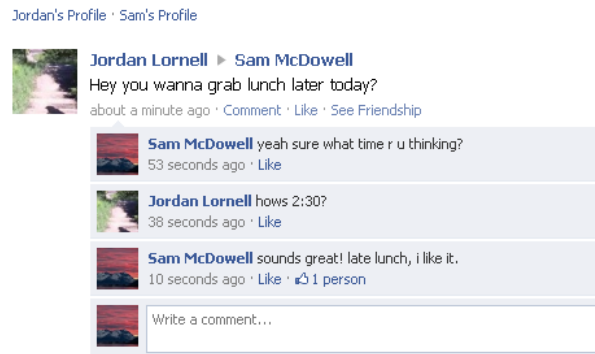 Jordan's Profile · Sam's Profile
Jordan Lornell ▶ Sam McDowell
Hey you wanna grab lunch later today?
about a minute ago · Comment · Like · See Friendship
Sam McDowell yeah sure what time r u thinking?
53 seconds ago · Like
Jordan Lornell hows 2:30?
38 seconds ago · Like
Sam McDowell sounds great! late lunch, i like it.
10 seconds ago · Like · 1 person
Write a comment...